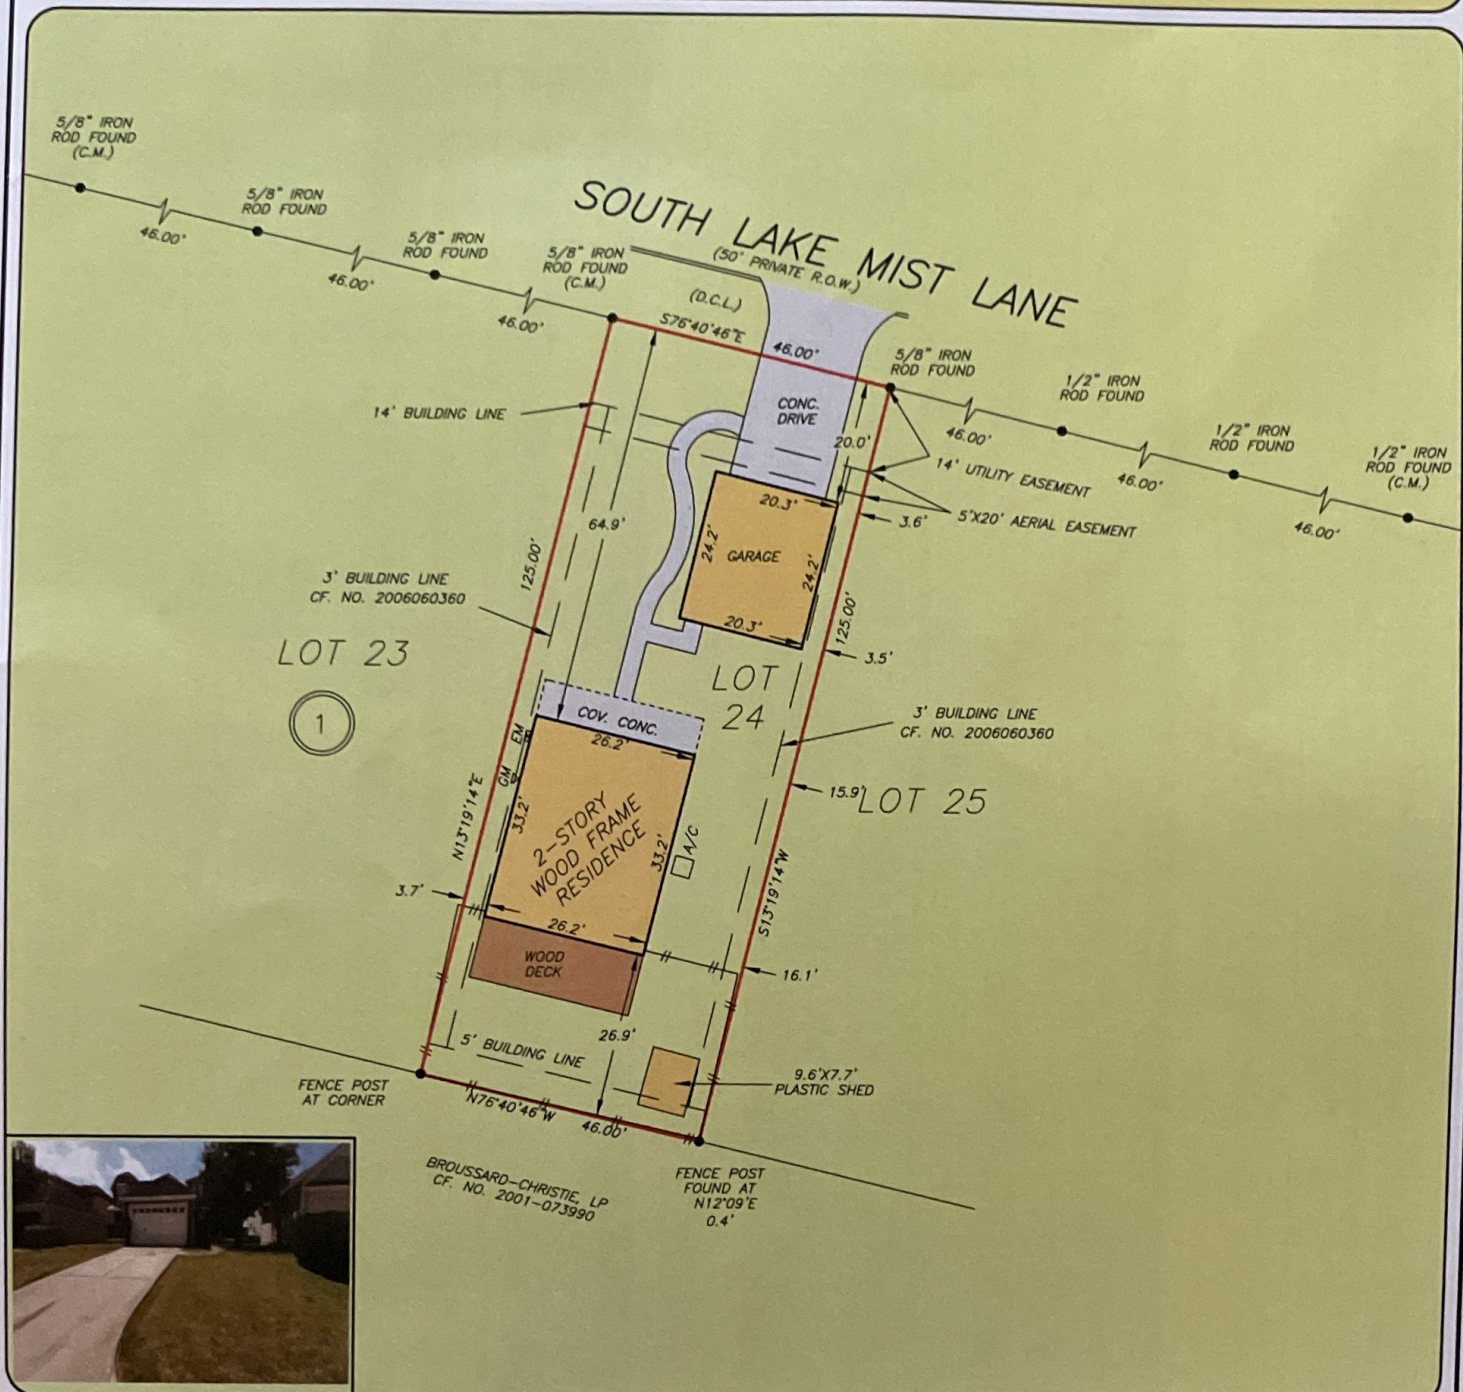 5/8" IRON
ROD FOUND
(C.M.)
46.00'
5/8" IRON
ROD FOUND
46.00'
5/8" IRON
ROD FOUND
46.00'
5/8" IRON
ROD FOUND
(C.M.)
SOUTH LAKE MIST LANE
(50' PRIVATE R.O.W.)
(D.C.L.)
S76°40'46"E
46.00'
5/8" IRON
ROD FOUND
46.00'
1/2" IRON
ROD FOUND
46.00'
1/2" IRON
ROD FOUND
46.00'
1/2" IRON
ROD FOUND
(C.M.)
14' BUILDING LINE
CONC.
DRIVE
20.0'
14' UTILITY EASEMENT
5'X20' AERIAL EASEMENT
3.6'
20.3'
24.2'
GARAGE
24.2'
20.3'
64.9'
125.00'
125.00'
3' BUILDING LINE
CF. NO. 2006060360
3.5'
LOT 23
1
LOT
24
3' BUILDING LINE
CF. NO. 2006060360
COV. CONC.
26.2'
EM
GM
15.9'
LOT 25
N13°19'14"E
33.2'
2-STORY
WOOD FRAME
RESIDENCE
33.2'
A/C
S13°19'14"W
3.7'
26.2'
WOOD
DECK
16.1'
26.9'
5' BUILDING LINE
9.6'X7.7'
PLASTIC SHED
FENCE POST
AT CORNER
N76°40'46"W
46.00'
BROUSSARD-CHRISTIE, LP
CF. NO. 2001-073990
FENCE POST
FOUND AT
N12°09'E
0.4'